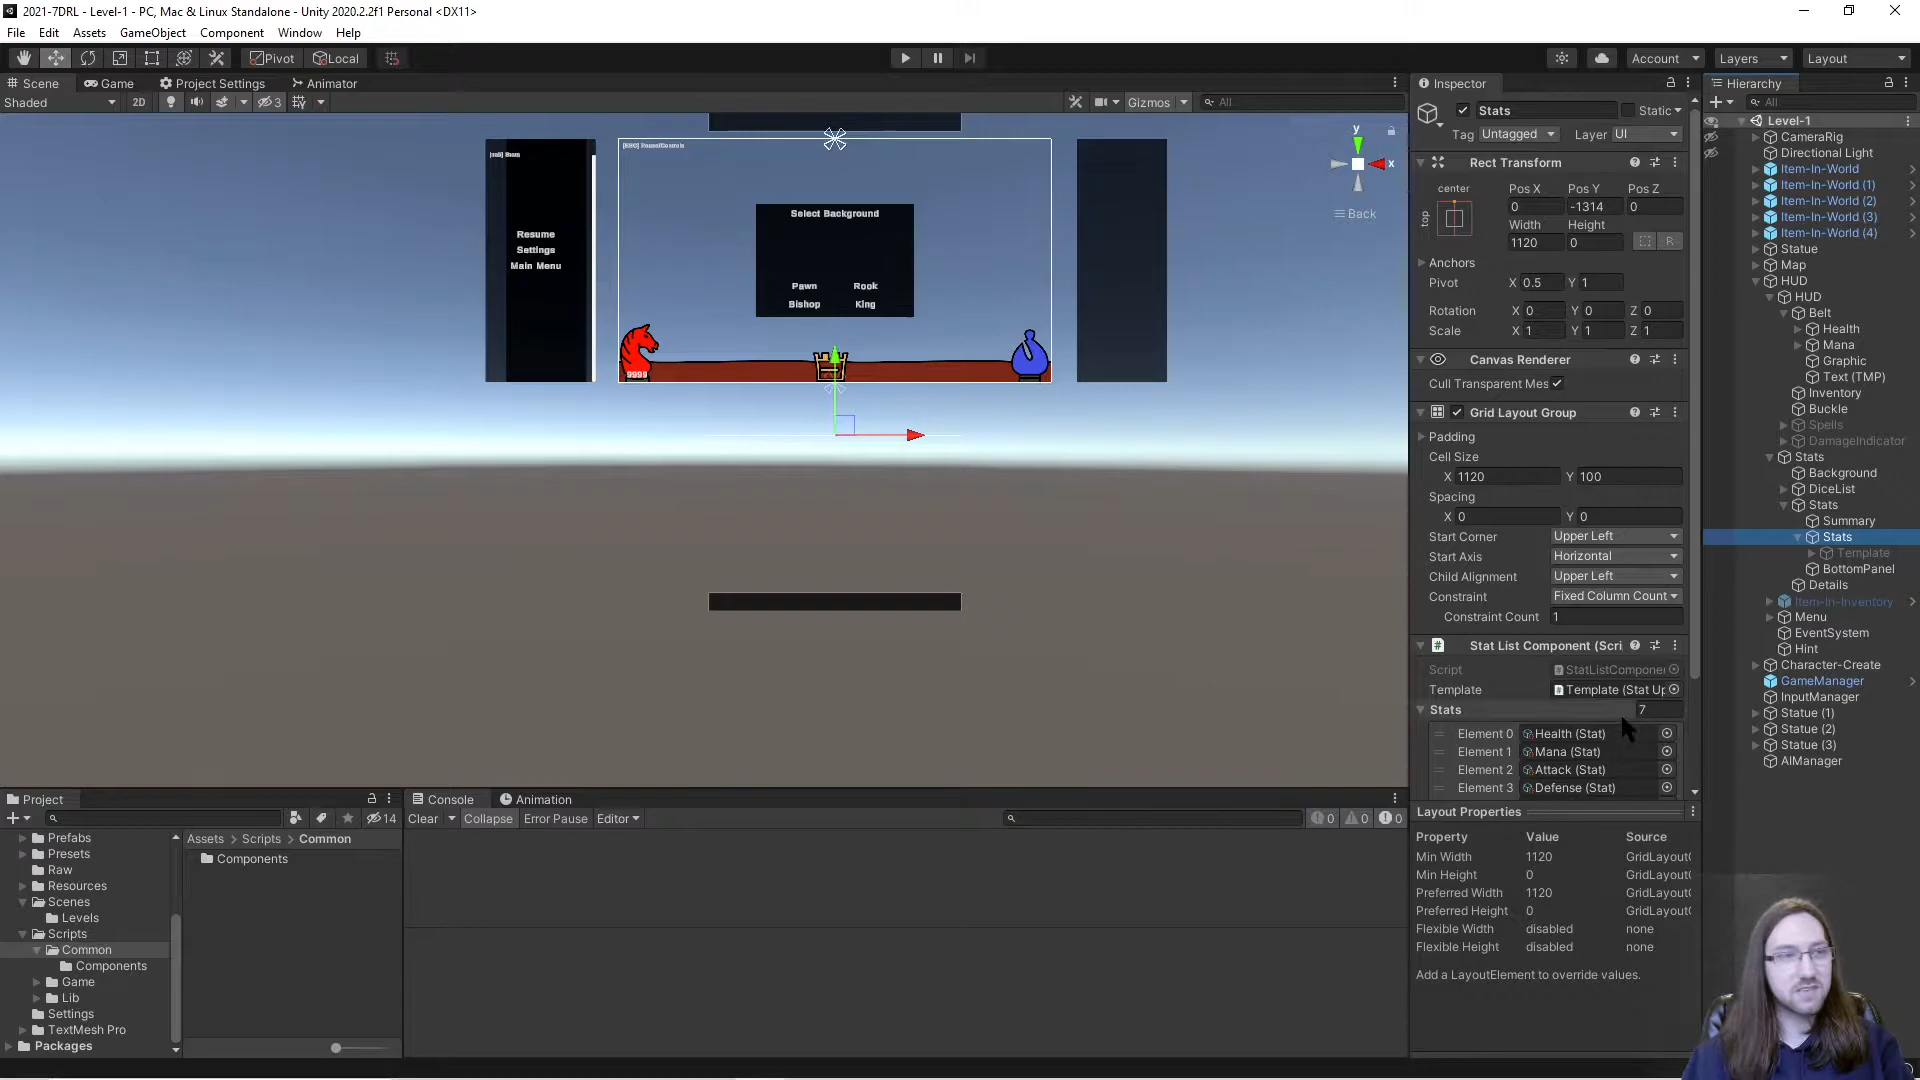 2021-7DRL - Level-1 - PC, Mac & Linux Standalone - Unity 2020.2.2f1 Personal <DX11>
File Edit Assets GameObject Component Window Help
Pivot Local Account Layers Layout
Scene Game Project Settings Animator
Shaded 2D 3 Gizmos All
Select Background
Pawn Rook
Bishop King
Resume
Settings
Main Menu
9999
y
x
Back
Inspector
Stats Static
Tag Untagged Layer UI
Rect Transform
center Pos X Pos Y Pos Z
top 0 -1314 0
Width Height
1120 0 R
Anchors
Pivot X 0.5 Y 1
Rotation X 0 Y 0 Z 0
Scale X 1 Y 1 Z 1
Canvas Renderer
Cull Transparent Mes
Grid Layout Group
Padding
Cell Size
X 1120 Y 100
Spacing
X 0 Y 0
Start Corner Upper Left
Start Axis Horizontal
Child Alignment Upper Left
Constraint Fixed Column Count
Constraint Count 1
Stat List Component (Scri
Script StatListComponen
Template Template (Stat Up
Stats 7
Element 0 Health (Stat)
Element 1 Mana (Stat)
Element 2 Attack (Stat)
Element 3 Defense (Stat)
Layout Properties
Property Value Source
Min Width 1120 GridLayout
Min Height 0 GridLayout
Preferred Width 1120 GridLayout
Preferred Height 0 GridLayout
Flexible Width disabled none
Flexible Height disabled none
Add a LayoutElement to override values.
Hierarchy
All
Level-1
CameraRig
Directional Light
Item-In-World
Item-In-World (1)
Item-In-World (2)
Item-In-World (3)
Item-In-World (4)
Statue
Map
HUD
HUD
Belt
Health
Mana
Graphic
Text (TMP)
Inventory
Buckle
Spells
DamageIndicator
Stats
Background
DiceList
Stats
Summary
Stats
Template
BottomPanel
Details
Item-In-Inventory
Menu
EventSystem
Hint
Character-Create
GameManager
InputManager
Statue (1)
Statue (2)
Statue (3)
AIManager
Project
14
Prefabs
Presets
Raw
Resources
Scenes
Levels
Scripts
Common
Components
Game
Lib
Settings
TextMesh Pro
Packages
Assets > Scripts > Common
Components
Console Animation
Clear Collapse Error Pause Editor 0 0 0